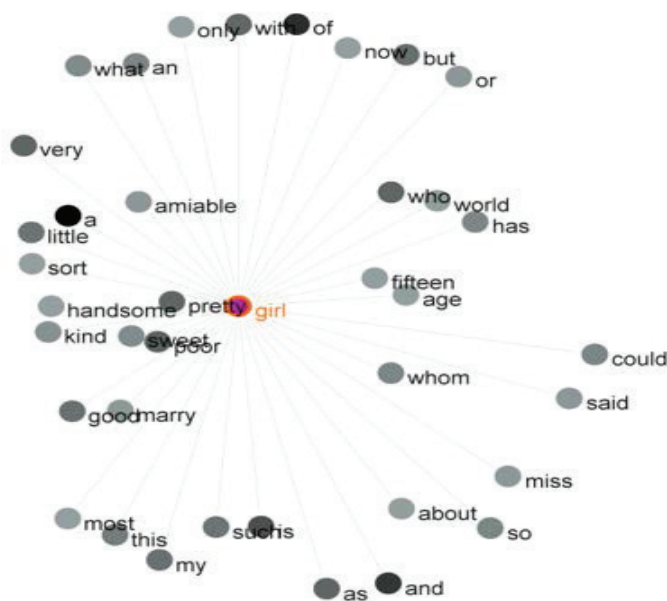 only
with
of
now
but
what
an
or
very
who
amiable
world
a
has
little
sort
fifteen
age
handsome
pretty
girl
kind
sweet
poor
could
whom
said
good
marry
miss
about
most
this
such
is
so
my
as
and